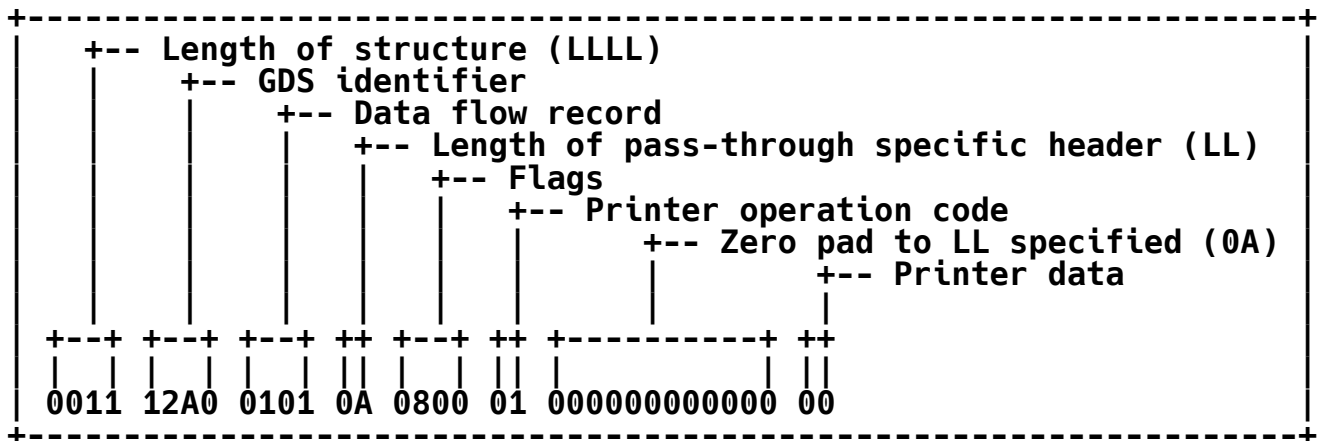 Length of structure (LLLL)
GDS identifier
Data flow record
Length of pass-through specific header (LL)
Flags
Printer operation code
Zero pad to LL specified (0A)
Printer data
0011 12A0 0101 0A 0800 01 000000000000 00